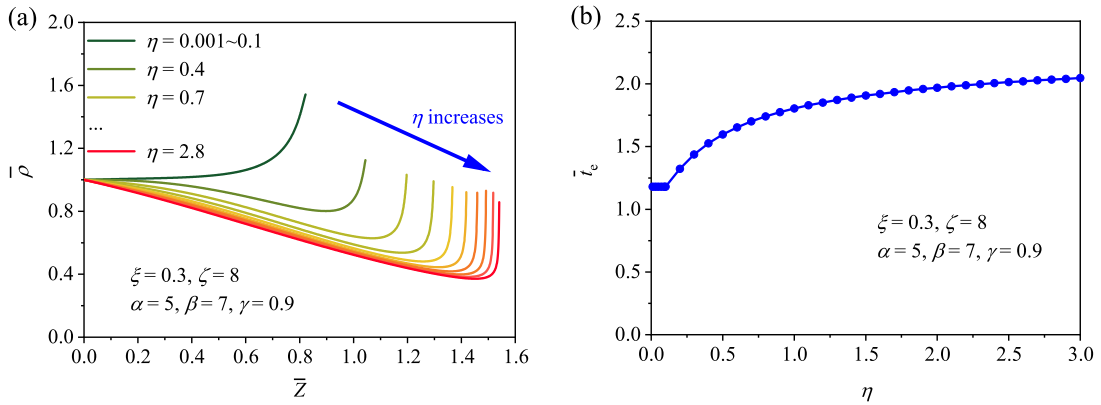 (a)
2.0
1.6
1.2
0.8
0.4
0.0
ρ̅
η = 0.001~0.1
η = 0.4
η = 0.7
...
η = 2.8
η increases
ξ = 0.3, ζ = 8
α = 5, β = 7, γ = 0.9
0.0 0.2 0.4 0.6 0.8 1.0 1.2 1.4 1.6
Z̅
(b)
2.5
2.0
1.5
1.0
0.5
0.0
t̅e
ξ = 0.3, ζ = 8
α = 5, β = 7, γ = 0.9
0.0 0.5 1.0 1.5 2.0 2.5 3.0
η